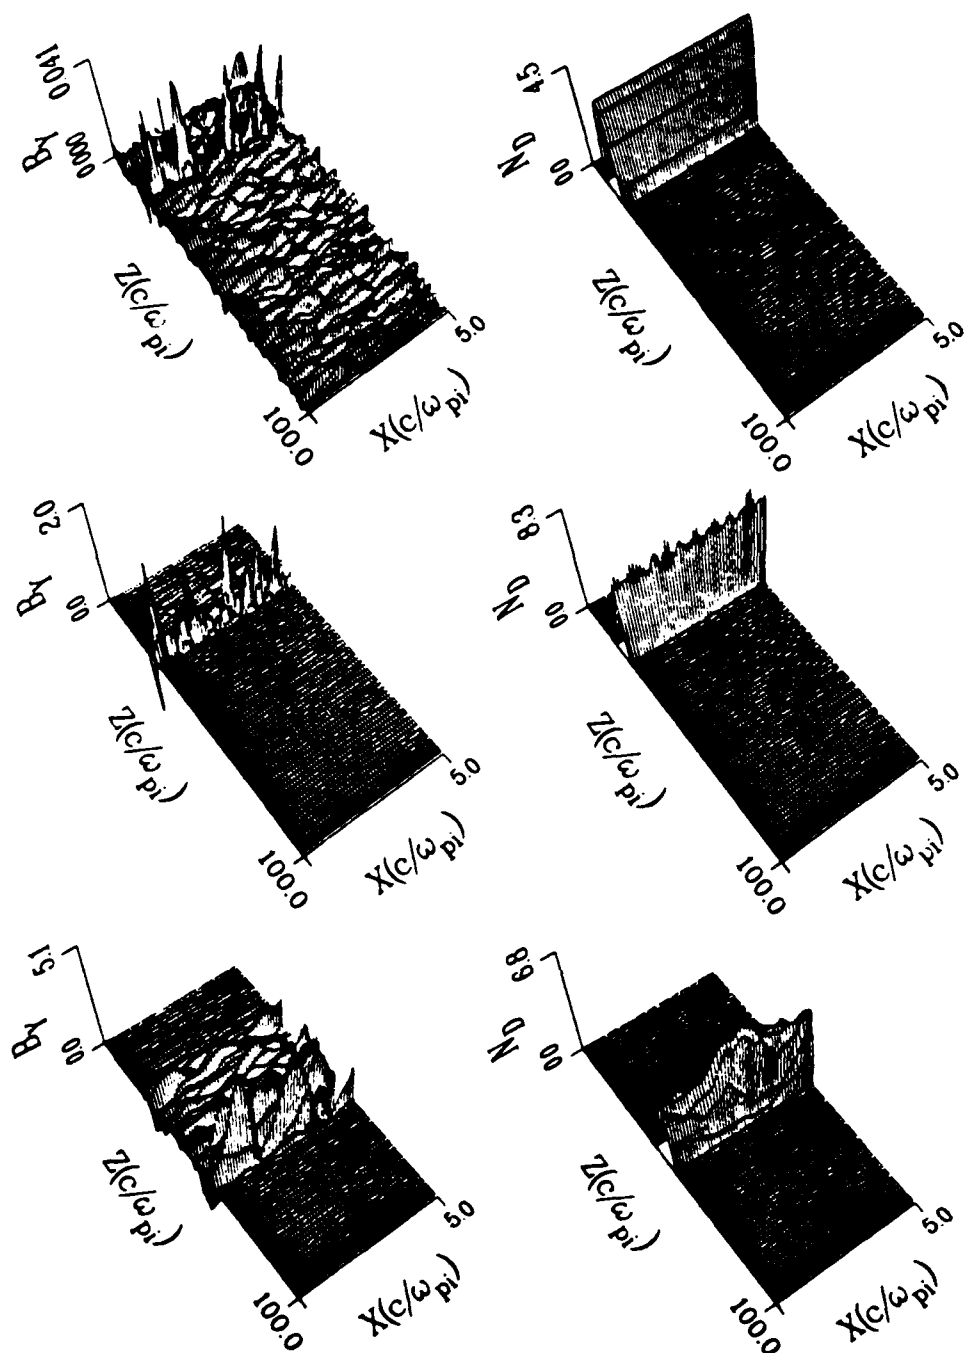 0.041
B_Y
0.000
Z(c/ω_pi)
100.0
X(c/ω_pi)
5.0
4.5
N_D
0.0
Z(c/ω_pi)
100.0
X(c/ω_pi)
5.0
2.0
B_Y
0.0
Z(c/ω_pi)
100.0
X(c/ω_pi)
5.0
8.3
N_D
0.0
Z(c/ω_pi)
100.0
X(c/ω_pi)
5.0
5.1
B_Y
0.0
Z(c/ω_pi)
100.0
X(c/ω_pi)
5.0
6.8
N_D
0.0
Z(c/ω_pi)
100.0
X(c/ω_pi)
5.0